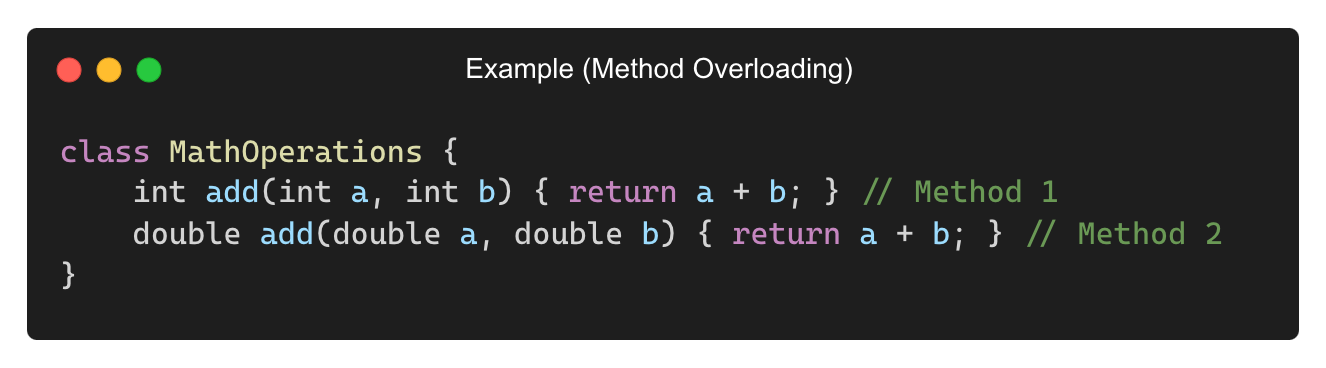 Example (Method Overloading)
class MathOperations {
    int add(int a, int b) { return a + b; } // Method 1
    double add(double a, double b) { return a + b; } // Method 2
}